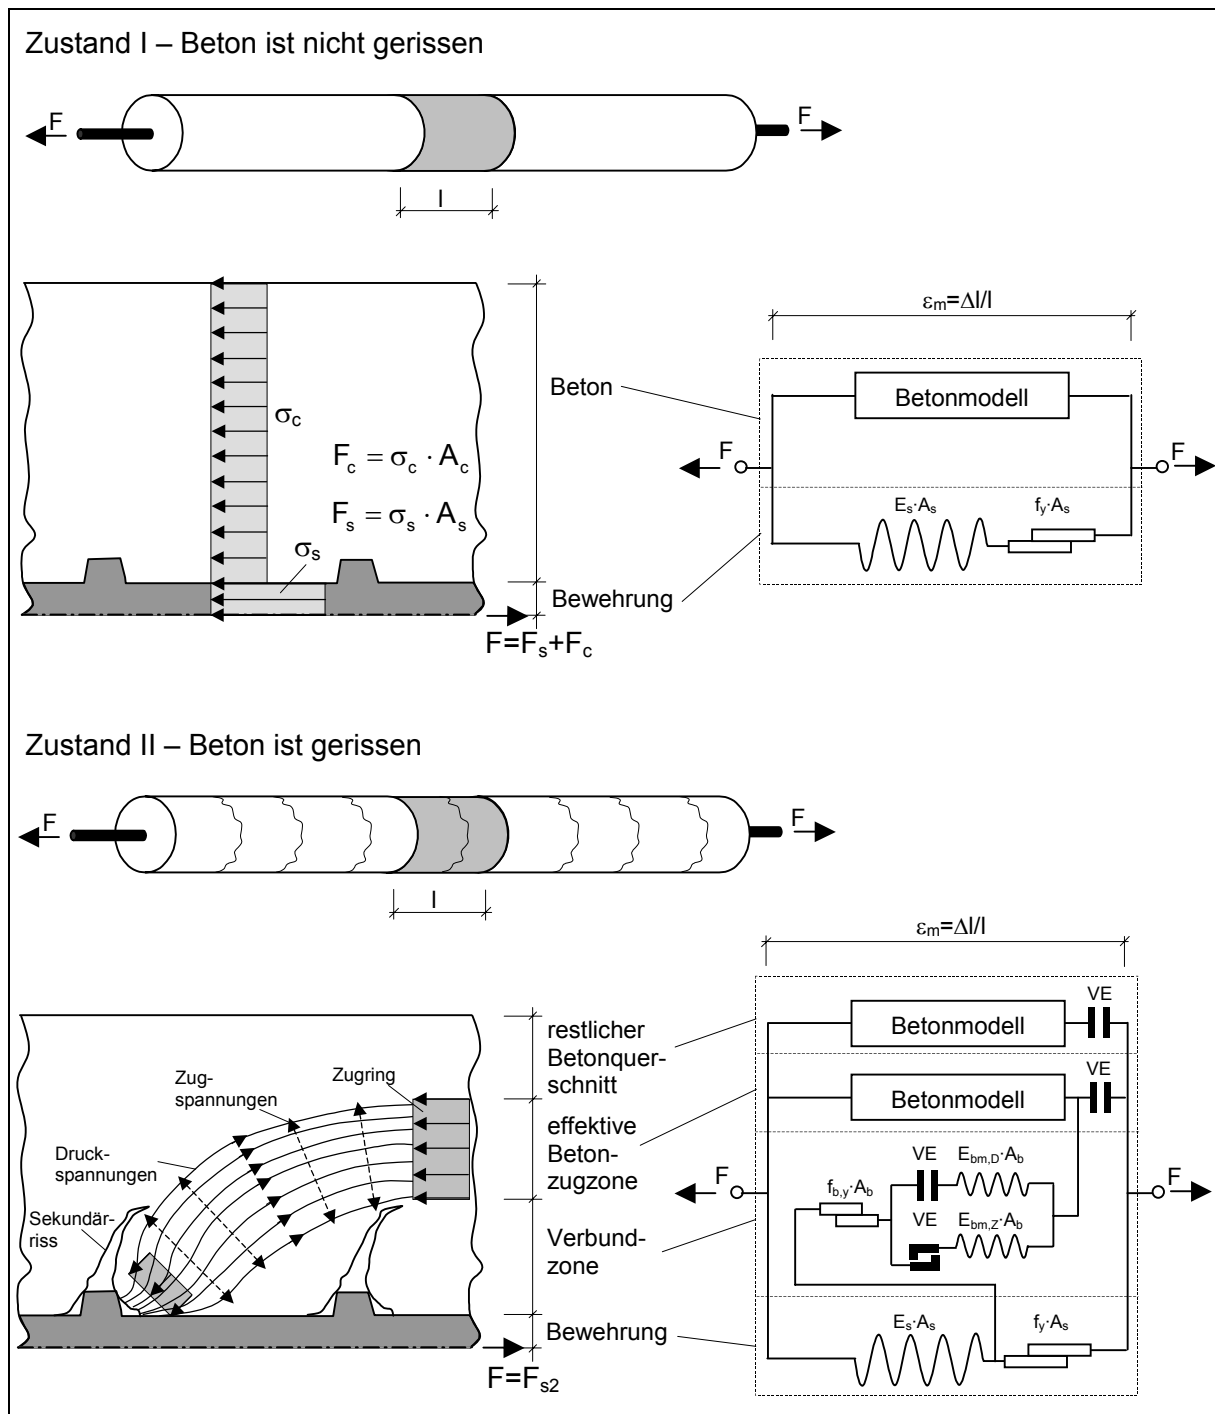 Zustand I – Beton ist nicht gerissen
F
F
l
εm=Δl/l
Beton
Betonmodell
σc
Fc = σc · Ac
F
F
Fs = σs · As
Es·As
fy·As
σs
Bewehrung
F=Fs+Fc
Zustand II – Beton ist gerissen
F
F
l
εm=Δl/l
VE
restlicher
Betonquer-
schnitt
Betonmodell
VE
Zug-
spannungen
Zugring
effektive
Beton-
zugzone
Betonmodell
Druck-
spannungen
VE
Ebm,D·Ab
F
F
fb,y·Ab
Sekundär-
riss
VE
Ebm,Z·Ab
Verbund-
zone
Bewehrung
Es·As
fy·As
F=Fs2